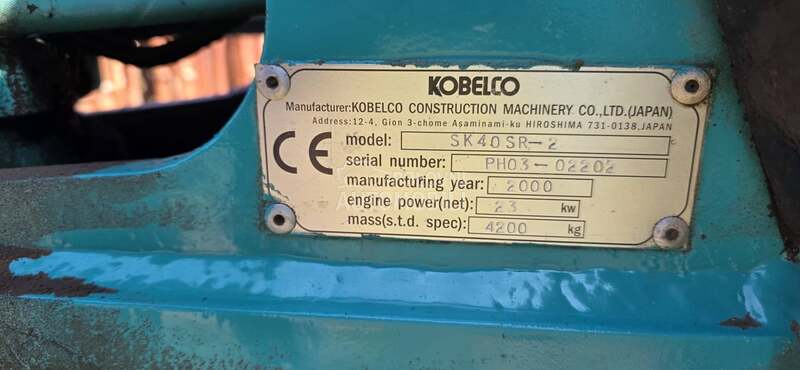 KOBELCO
Manufacturer:KOBELCO CONSTRUCTION MACHINERY CO.,LTD.(JAPAN)
Address:12-4, Gion 3-chome Asaminami-ku HIROSHIMA 731-0138,JAPAN
CE model: SK40SR-2
serial number: PH03-02202
manufacturing year: 2000
engine power(net): 23 kw
mass(s.t.d. spec): 4200 kg